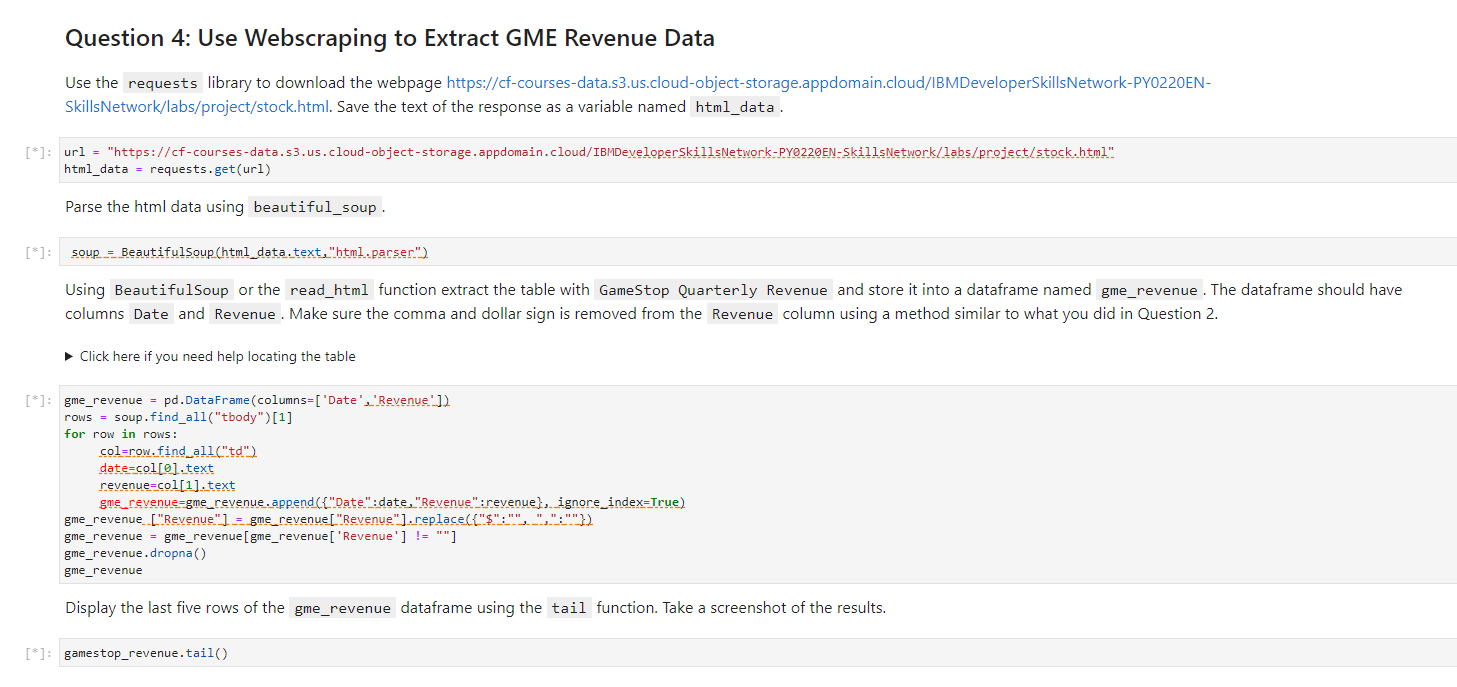 Question 4: Use Webscraping to Extract GME Revenue Data
Use the requests library to download the webpage https://cf-courses-data.s3.us.cloud-object-storage.appdomain.cloud/IBMDeveloperSkillsNetwork-PY0220EN-
SkillsNetwork/labs/project/stock.html. Save the text of the response as a variable named html_data.
[*]: url = "https://cf-courses-data.s3.us.cloud-object-storage.appdomain.cloud/IBMDeveloperSkillsNetwork-PY0220EN-SkillsNetwork/labs/project/stock.html"
html_data = requests.get(url)
Parse the html data using beautiful_soup.
[*]: soup = BeautifulSoup(html_data.text,"html.parser")
Using BeautifulSoup or the read_html function extract the table with GameStop Quarterly Revenue and store it into a dataframe named gme_revenue. The dataframe should have
columns Date and Revenue. Make sure the comma and dollar sign is removed from the Revenue column using a method similar to what you did in Question 2.
▶ Click here if you need help locating the table
[*]: gme_revenue = pd.DataFrame(columns=['Date','Revenue'])
rows = soup.find_all("tbody")[1]
for row in rows:
col=row.find_all("td")
date=col[0].text
revenue=col[1].text
gme_revenue=gme_revenue.append({"Date":date,"Revenue":revenue}, ignore_index=True)
gme_revenue ["Revenue"] = gme_revenue["Revenue"].replace({"$":"", ",":""})
gme_revenue = gme_revenue[gme_revenue['Revenue'] != ""]
gme_revenue.dropna()
gme_revenue
Display the last five rows of the gme_revenue dataframe using the tail function. Take a screenshot of the results.
[*]: gamestop_revenue.tail()